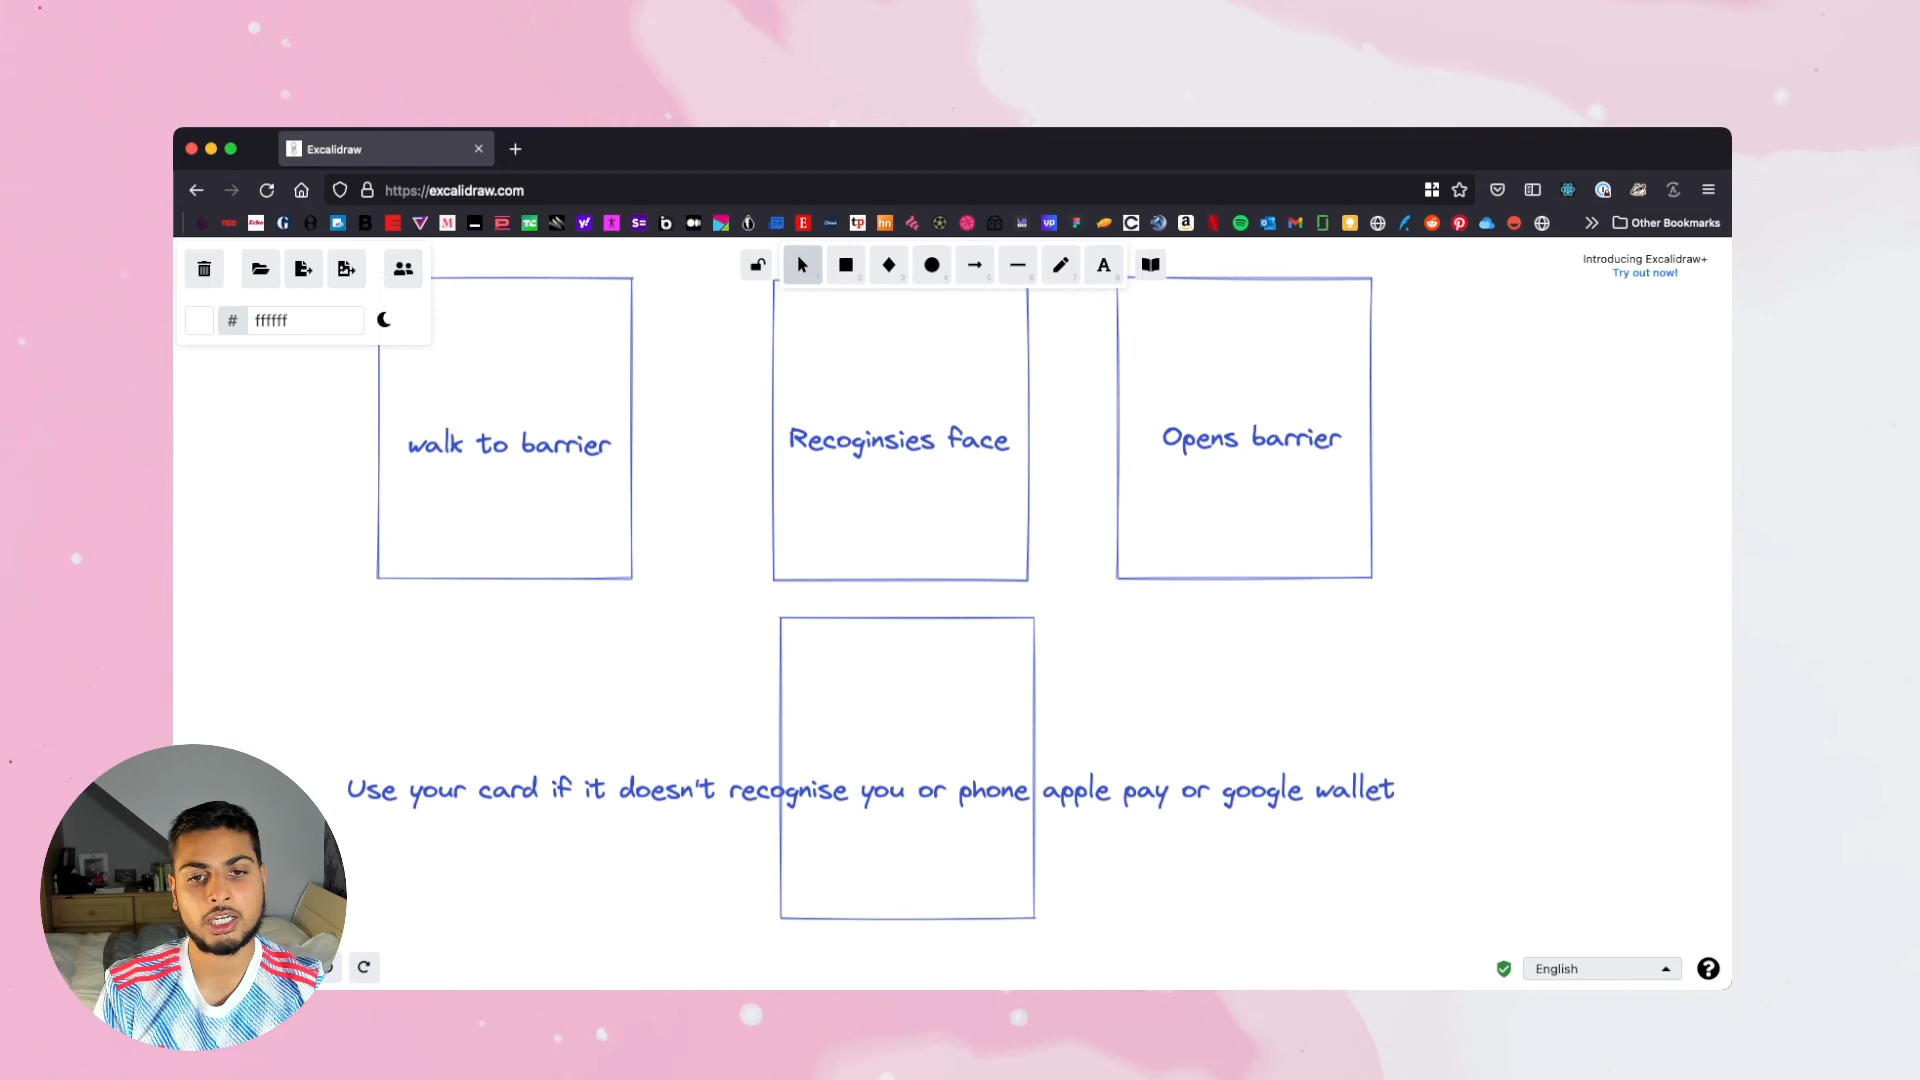 Excalidraw
https://excalidraw.com
Other Bookmarks
Introducing Excalidraw+
Try out now!
# ffffff
walk to barrier
Recoginsies face
Opens barrier
Use your card if it doesn't recognise you or phone apple pay or google wallet
English